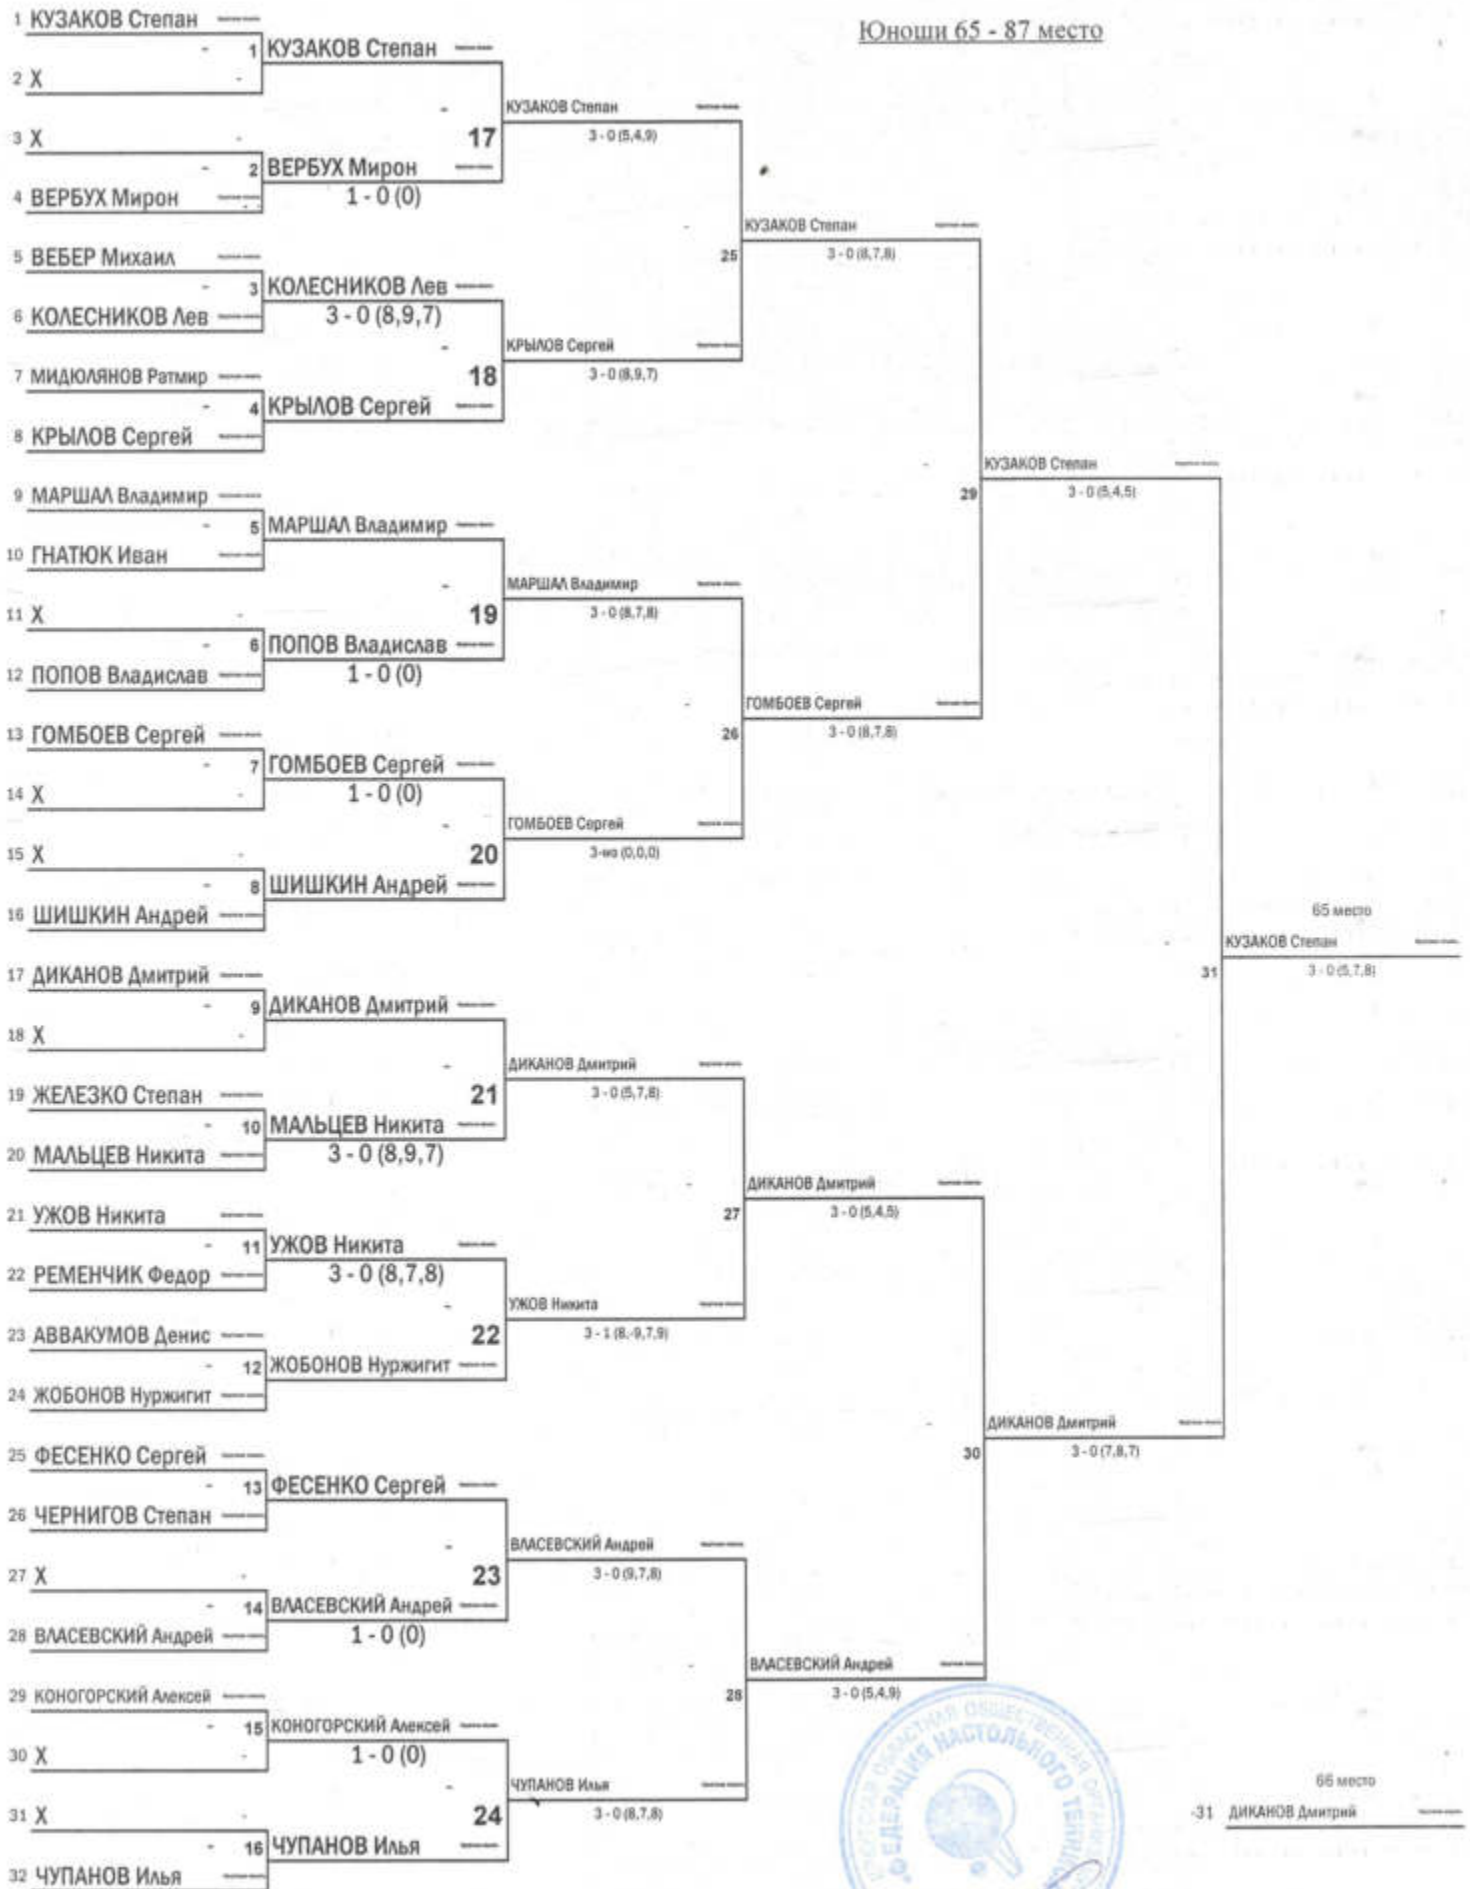 Юноши 65 - 87 место
1 КУЗАКОВ Степан
1 КУЗАКОВ Степан
2 X
КУЗАКОВ Степан
3 - 0 (5,4,9)
17
3 X
2 ВЕРБУХ Мирон
1 - 0 (0)
4 ВЕРБУХ Мирон
КУЗАКОВ Степан
3 - 0 (8,7,8)
25
5 ВЕБЕР Михаил
3 КОЛЕСНИКОВ Лев
3 - 0 (8,9,7)
6 КОЛЕСНИКОВ Лев
КРЫЛОВ Сергей
3 - 0 (8,9,7)
18
7 МИДЮЛЯНОВ Ратмир
4 КРЫЛОВ Сергей
8 КРЫЛОВ Сергей
КУЗАКОВ Степан
3 - 0 (5,4,5)
29
9 МАРШАЛ Владимир
5 МАРШАЛ Владимир
10 ГНАТЮК Иван
МАРШАЛ Владимир
3 - 0 (8,7,8)
19
11 X
6 ПОПОВ Владислав
1 - 0 (0)
12 ПОПОВ Владислав
ГОМБОЕВ Сергей
3 - 0 (8,7,8)
26
13 ГОМБОЕВ Сергей
7 ГОМБОЕВ Сергей
1 - 0 (0)
14 X
ГОМБОЕВ Сергей
3-wo (0,0,0)
20
15 X
8 ШИШКИН Андрей
16 ШИШКИН Андрей
65 место
КУЗАКОВ Степан
3 - 0 (5,7,8)
31
17 ДИКАНОВ Дмитрий
9 ДИКАНОВ Дмитрий
18 X
ДИКАНОВ Дмитрий
3 - 0 (5,7,8)
21
19 ЖЕЛЕЗКО Степан
10 МАЛЬЦЕВ Никита
3 - 0 (8,9,7)
20 МАЛЬЦЕВ Никита
ДИКАНОВ Дмитрий
3 - 0 (5,4,5)
27
21 УЖОВ Никита
11 УЖОВ Никита
3 - 0 (8,7,8)
22 РЕМЕНЧИК Федор
УЖОВ Никита
3 - 1 (8,-9,7,9)
22
23 АВВАКУМОВ Денис
12 ЖОБОНОВ Нуржигит
24 ЖОБОНОВ Нуржигит
ДИКАНОВ Дмитрий
3 - 0 (7,8,7)
30
25 ФЕСЕНКО Сергей
13 ФЕСЕНКО Сергей
26 ЧЕРНИГОВ Степан
ВЛАСЕВСКИЙ Андрей
3 - 0 (9,7,8)
23
27 X
14 ВЛАСЕВСКИЙ Андрей
1 - 0 (0)
28 ВЛАСЕВСКИЙ Андрей
ВЛАСЕВСКИЙ Андрей
3 - 0 (5,4,9)
28
29 КОНОГОРСКИЙ Алексей
15 КОНОГОРСКИЙ Алексей
1 - 0 (0)
30 X
ЧУПАНОВ Илья
3 - 0 (8,7,8)
24
31 X
16 ЧУПАНОВ Илья
32 ЧУПАНОВ Илья
66 место
-31 ДИКАНОВ Дмитрий
ФЕДЕРАЦИЯ НАСТОЛЬНОГО ТЕННИСА